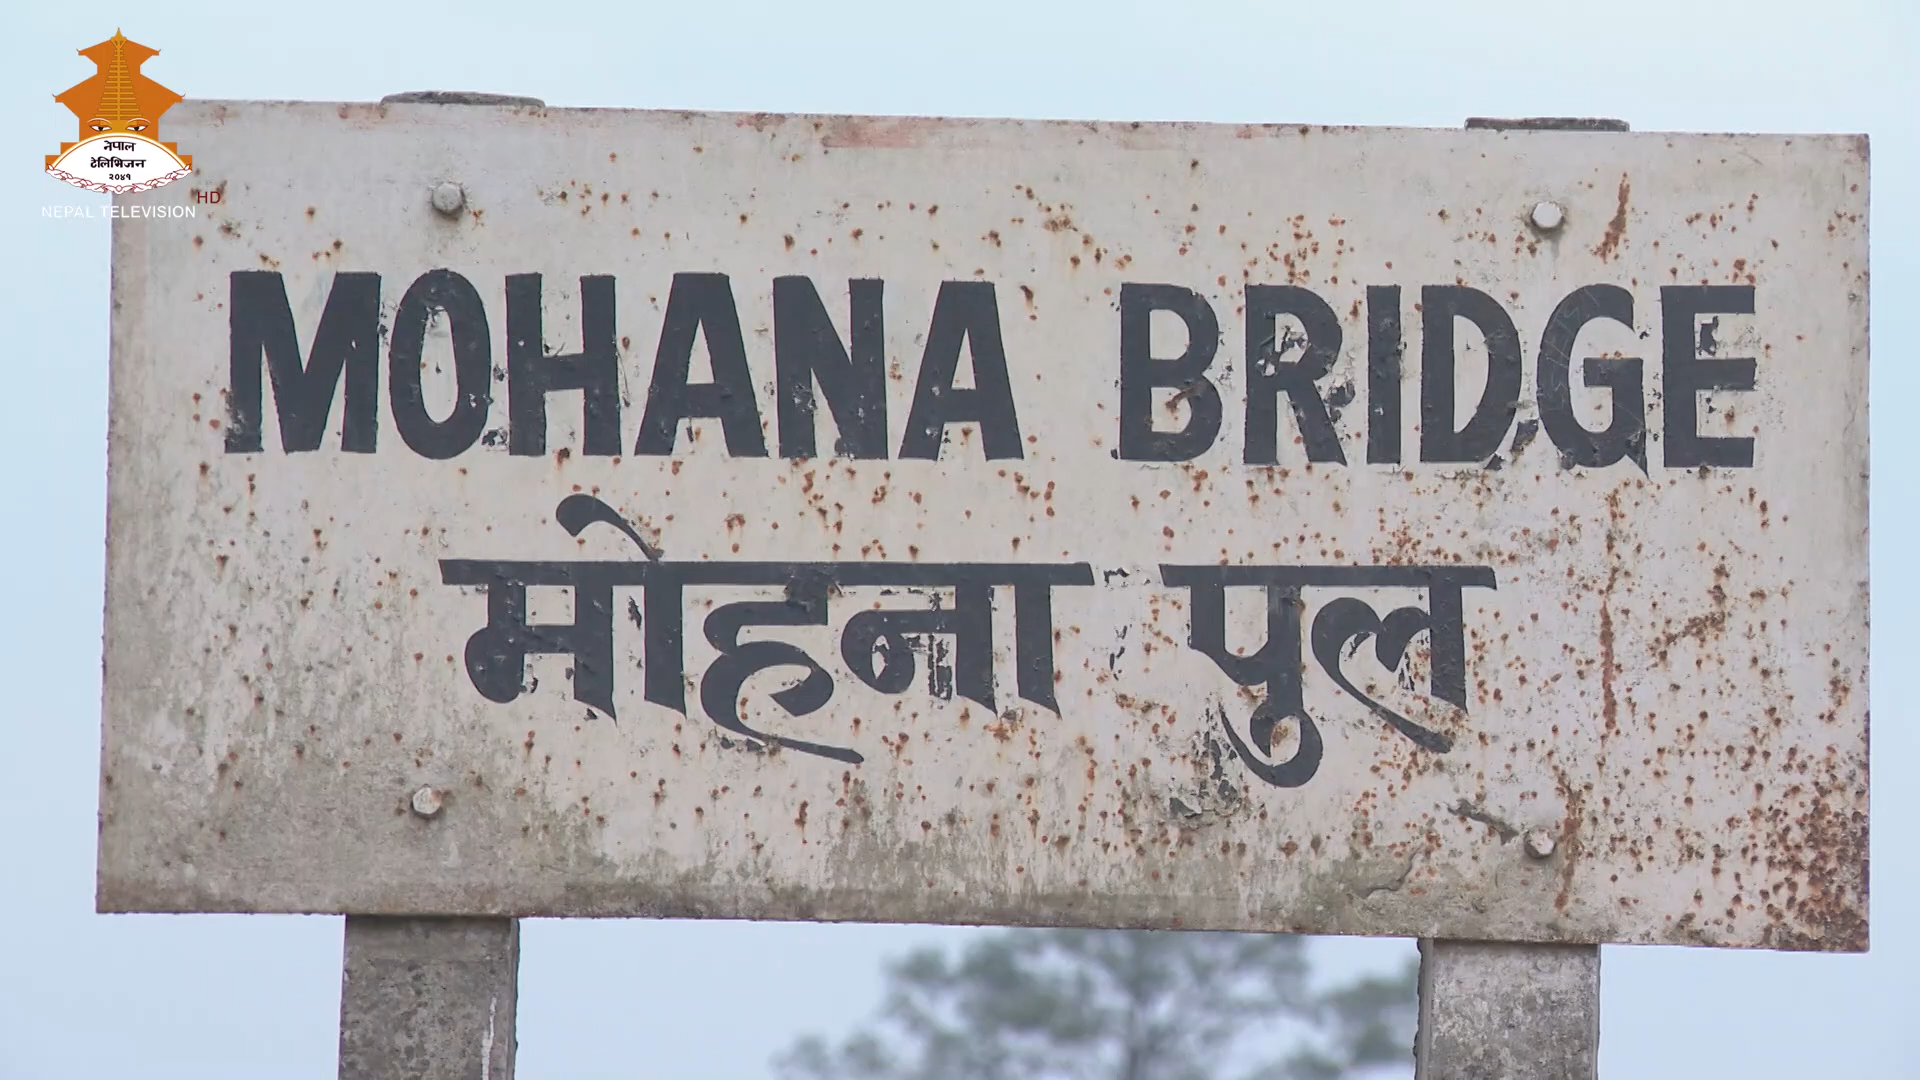 नेपाल
टेलिभिजन
२०४१
HD
NEPAL TELEVISION
MOHANA BRIDGE
मोहना पुल